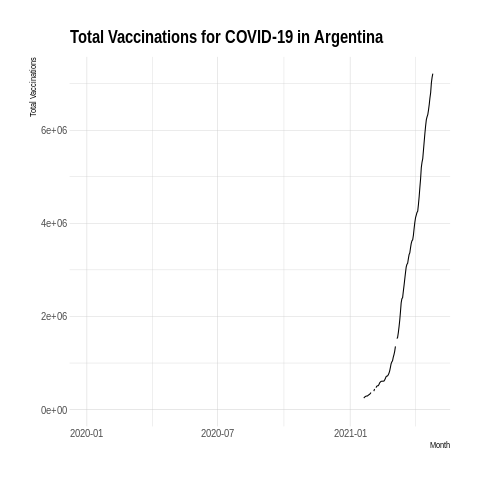 Total Vaccinations for COVID-19 in Argentina
Total Vaccinations
6e+06
4e+06
2e+06
0e+00
2020-01 2020-07 2021-01
Month